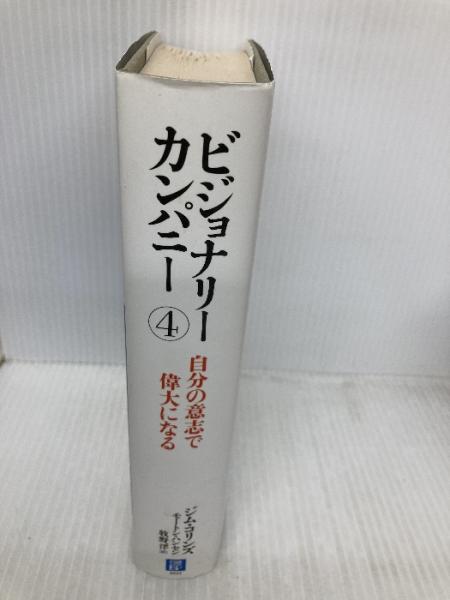 ビジョナリー
カンパニー
④
自分の意志で
偉大になる
ジム・コリンズ
モートン・ハンセン
牧野洋 訳